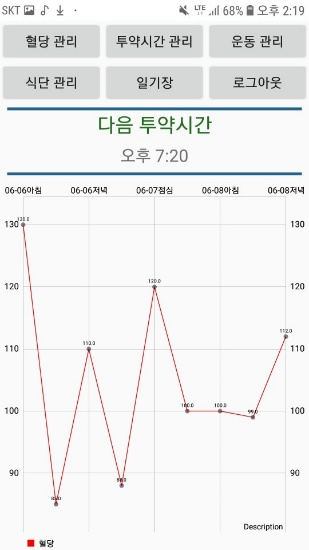 SKT LTE 68% 오후 2:19
혈당 관리 투약시간 관리 운동 관리
식단 관리 일기장 로그아웃
다음 투약시간
오후 7:20
06-06아침 06-06저녁 06-07점심 06-08아침 06-08저녁
130 130.0 130
120 120.0 120
110 110.0 112.0 110
100 100.0 100.0 99.0 100
90 88.0 90
85.0
Description
혈당